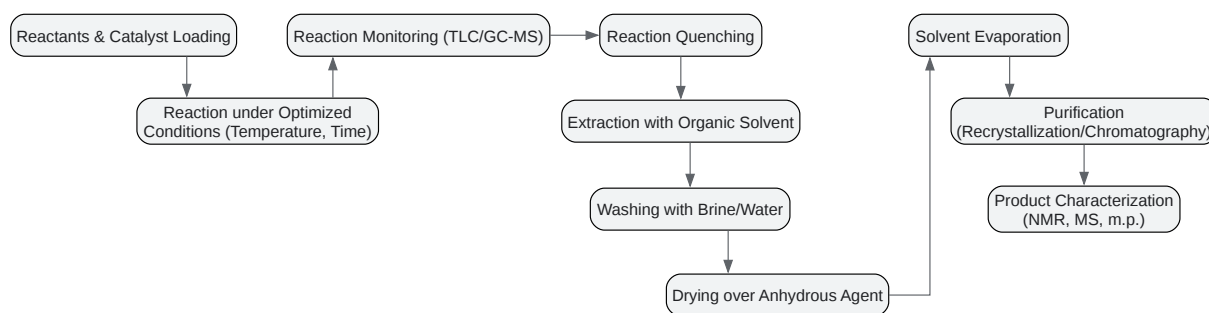 Reactants & Catalyst Loading
Reaction under Optimized
Conditions (Temperature, Time)
Reaction Monitoring (TLC/GC-MS)
Reaction Quenching
Extraction with Organic Solvent
Washing with Brine/Water
Drying over Anhydrous Agent
Solvent Evaporation
Purification
(Recrystallization/Chromatography)
Product Characterization
(NMR, MS, m.p.)